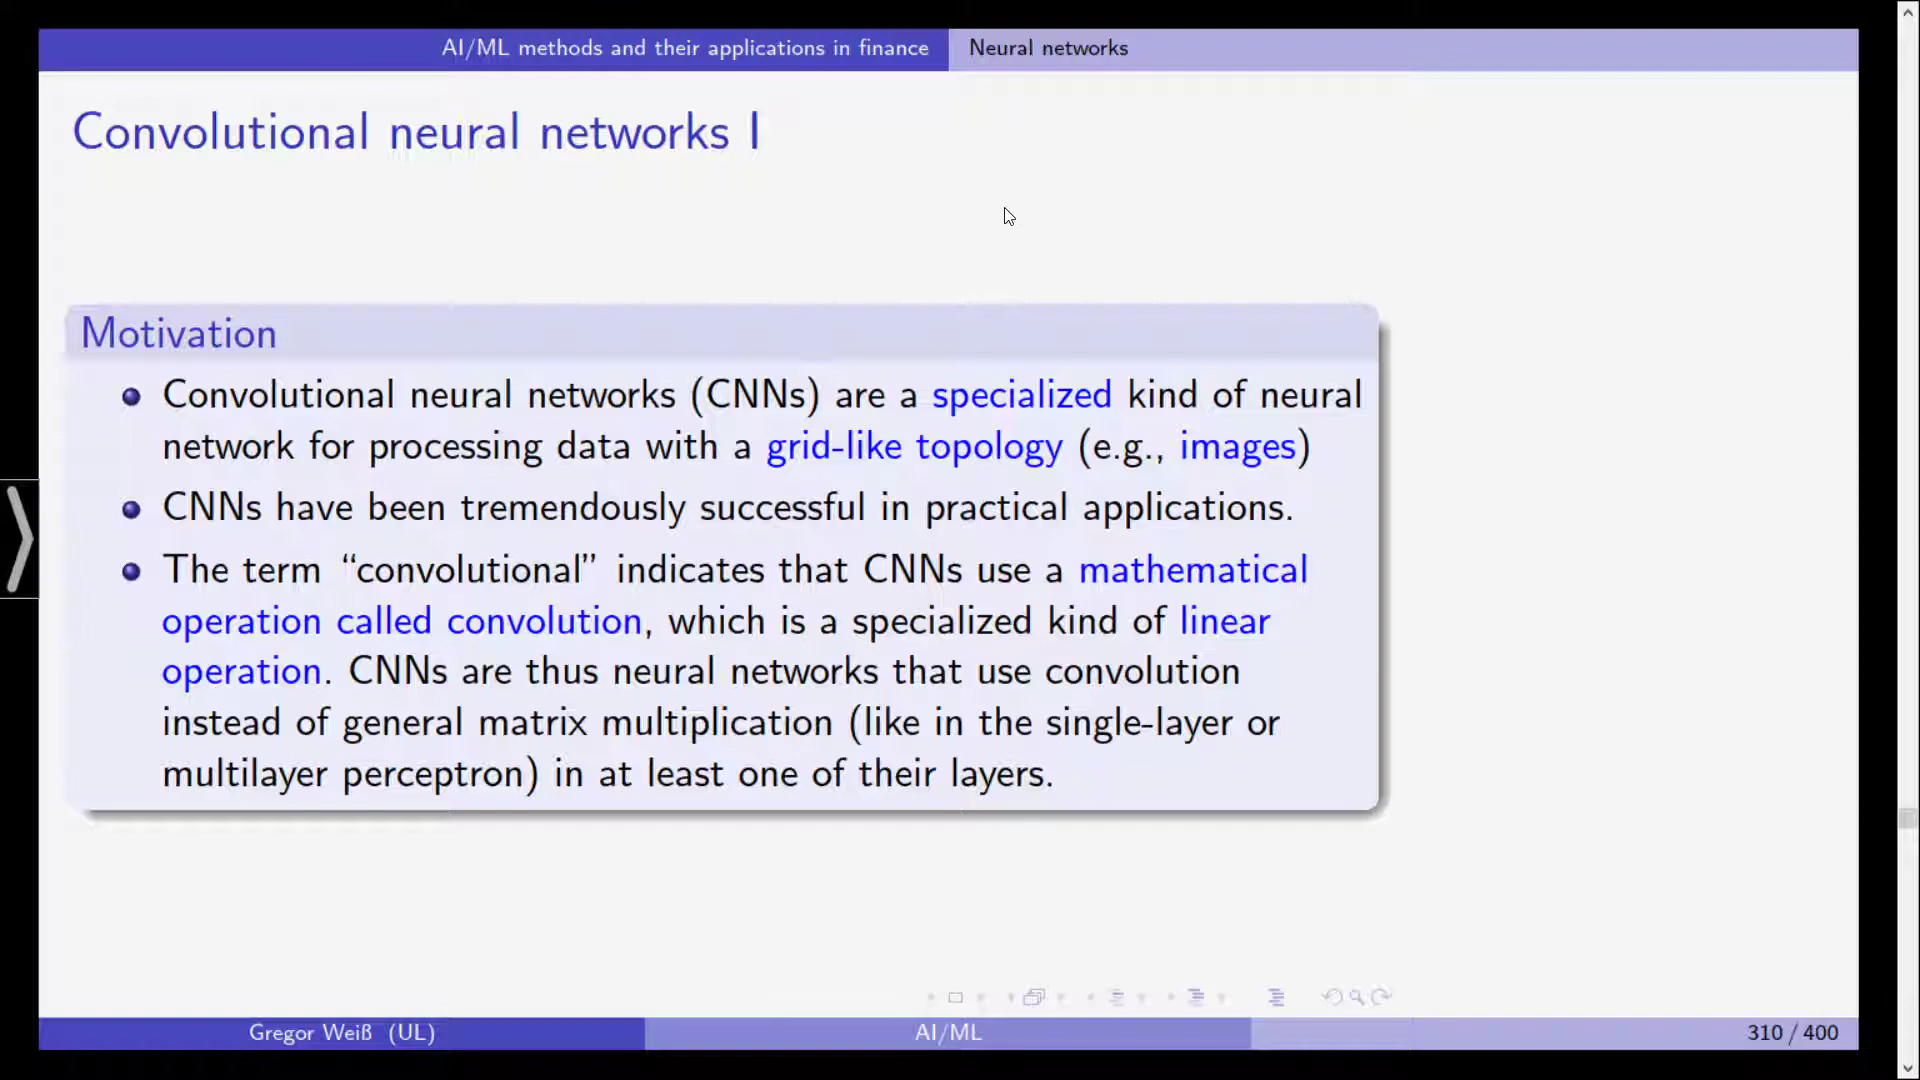 AI/ML methods and their applications in finance
Neural networks
Convolutional neural networks I
Motivation
Convolutional neural networks (CNNs) are a specialized kind of neural
network for processing data with a grid-like topology (e.g., images)
CNNs have been tremendously successful in practical applications.
The term “convolutional” indicates that CNNs use a mathematical
operation called convolution, which is a specialized kind of linear
operation. CNNs are thus neural networks that use convolution
instead of general matrix multiplication (like in the single-layer or
multilayer perceptron) in at least one of their layers.
Gregor Weiß (UL)
AI/ML
310 / 400